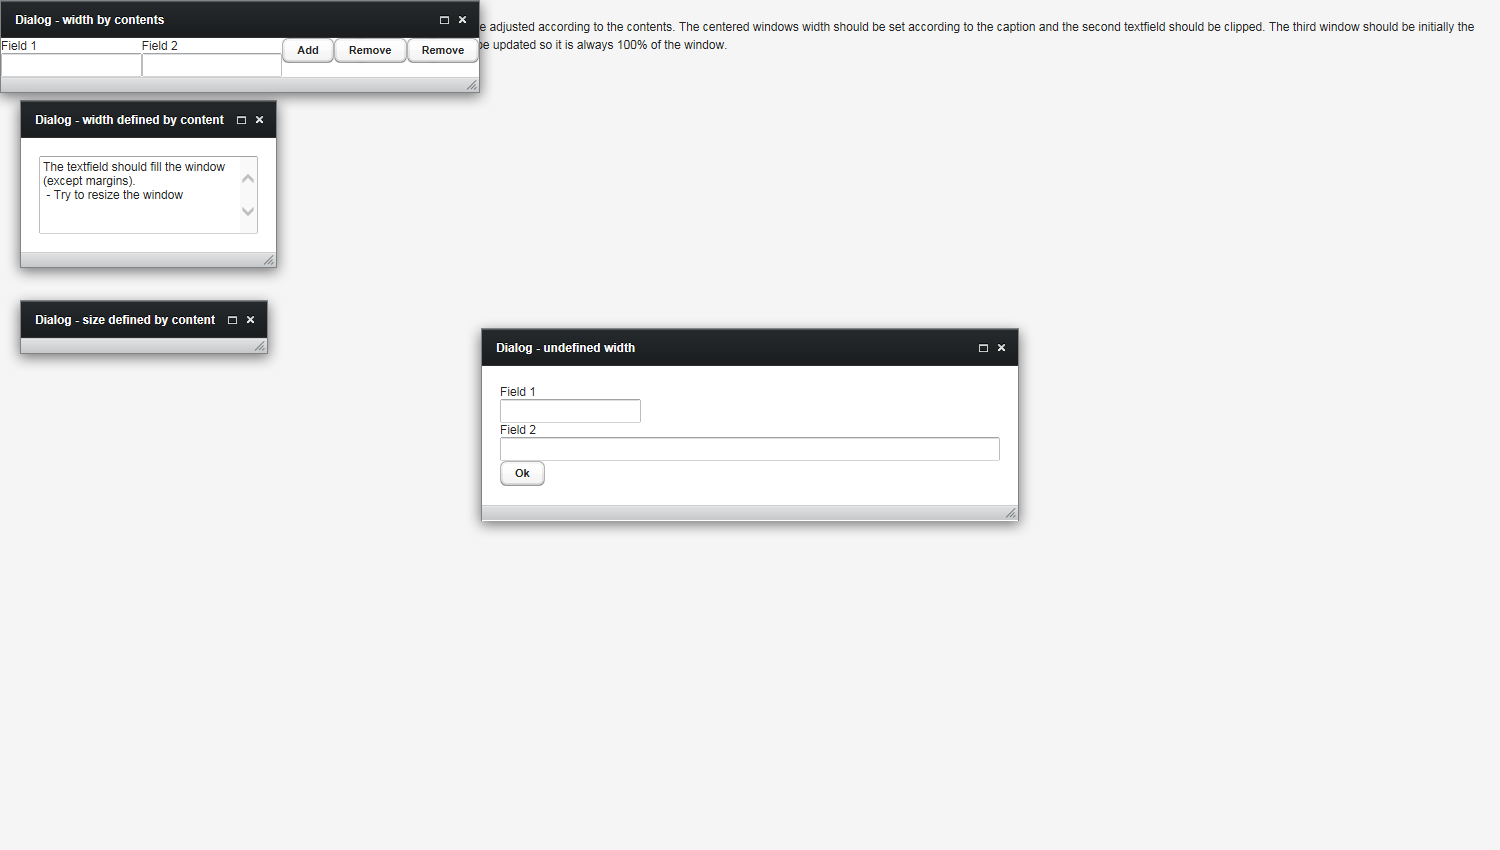 Dialog - width by contents
adjusted according to the contents. The centered windows width should be set according to the caption and the second textfield should be clipped. The third window should be initially the
Field 1 Field 2 Add Remove Remove
be updated so it is always 100% of the window.
Dialog - width defined by content
The textfield should fill the window
(except margins).
- Try to resize the window
Dialog - size defined by content
Dialog - undefined width
Field 1
Field 2
Ok